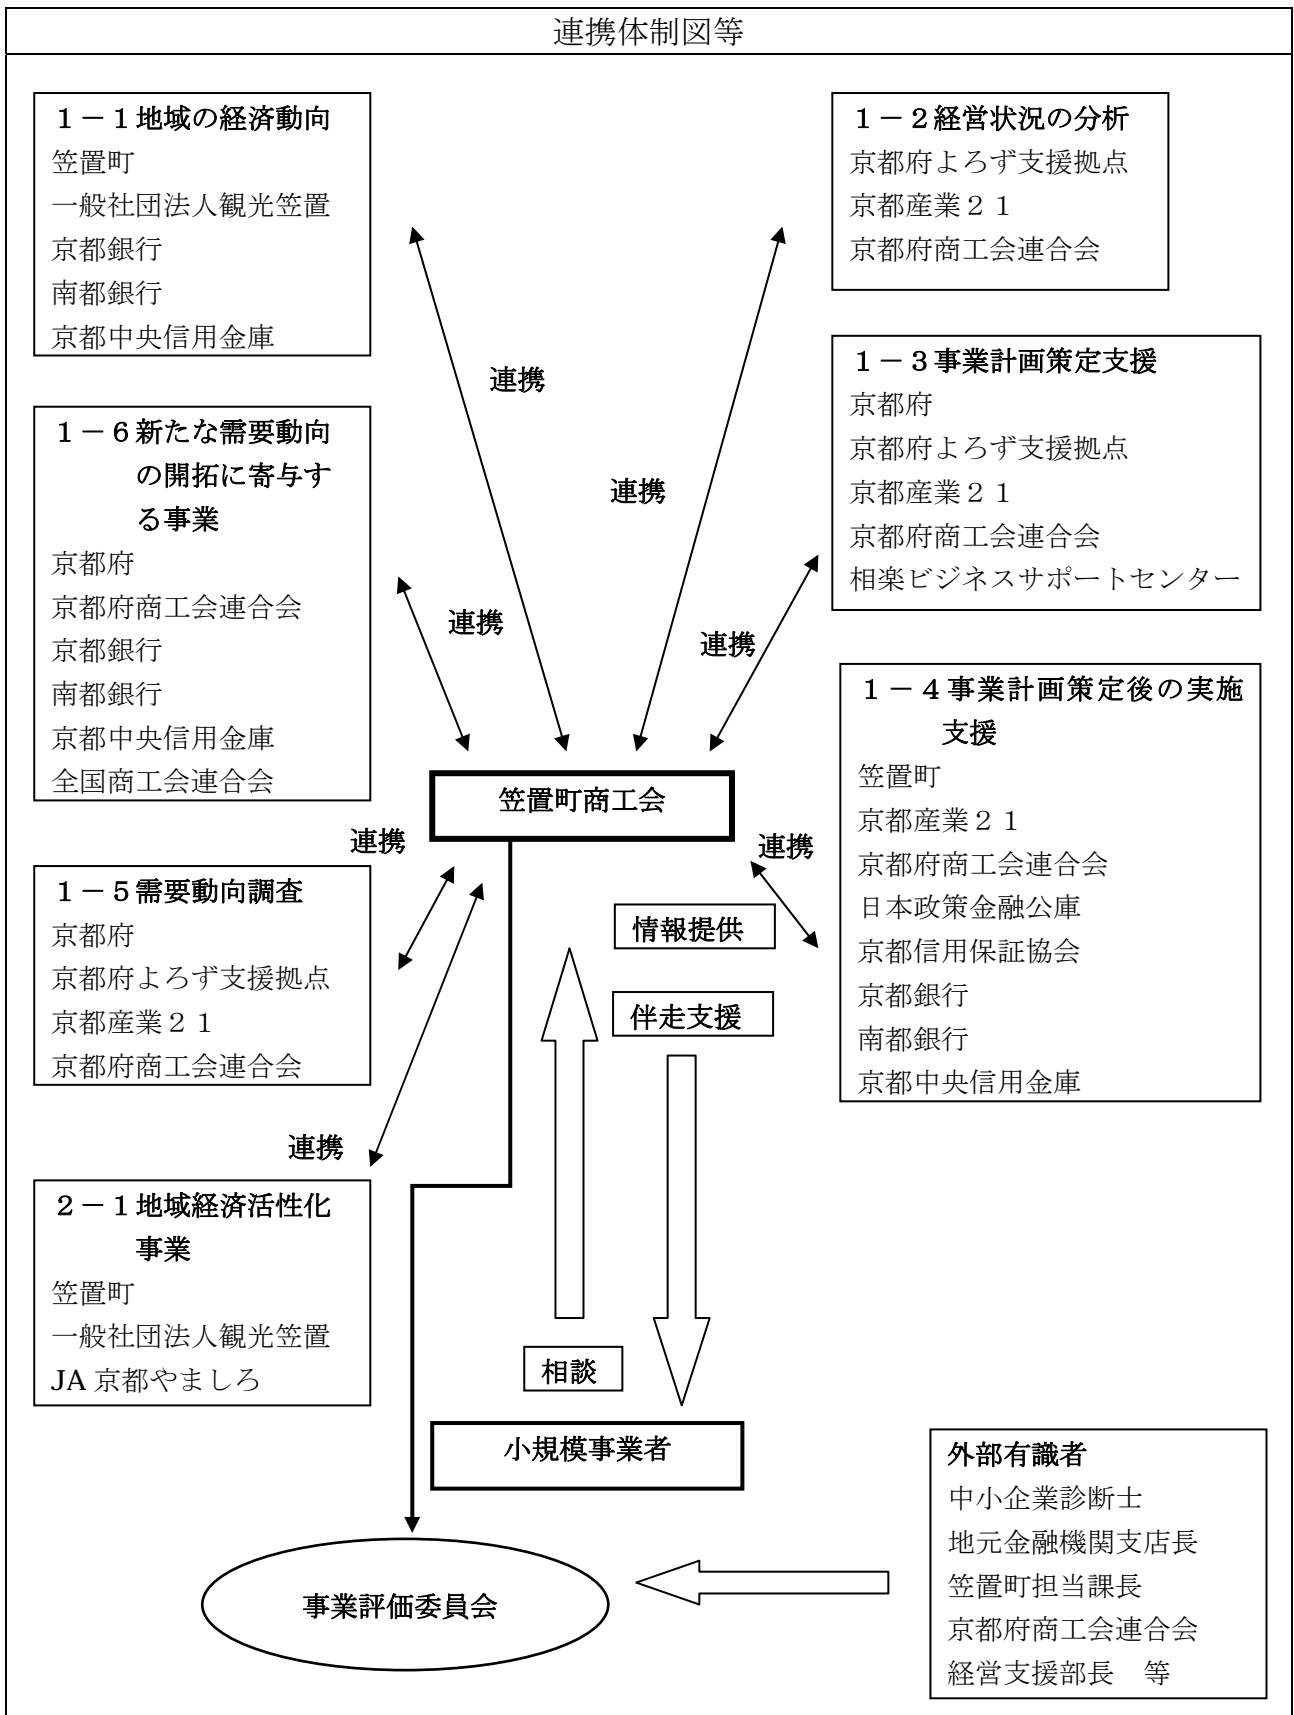 連携体制図等
１－１地域の経済動向
笠置町
一般社団法人観光笠置
京都銀行
南都銀行
京都中央信用金庫
１－２経営状況の分析
京都府よろず支援拠点
京都産業２１
京都府商工会連合会
１－３事業計画策定支援
京都府
京都府よろず支援拠点
京都産業２１
京都府商工会連合会
相楽ビジネスサポートセンター
連携
連携
１－６新たな需要動向
の開拓に寄与す
る事業
京都府
京都府商工会連合会
京都銀行
南都銀行
京都中央信用金庫
全国商工会連合会
連携
連携
１－４事業計画策定後の実施
支援
笠置町
京都産業２１
京都府商工会連合会
日本政策金融公庫
京都信用保証協会
京都銀行
南都銀行
京都中央信用金庫
笠置町商工会
連携
連携
１－５需要動向調査
京都府
京都府よろず支援拠点
京都産業２１
京都府商工会連合会
情報提供
伴走支援
連携
２－１地域経済活性化
事業
笠置町
一般社団法人観光笠置
JA 京都やましろ
相談
小規模事業者
外部有識者
中小企業診断士
地元金融機関支店長
笠置町担当課長
京都府商工会連合会
経営支援部長　等
事業評価委員会